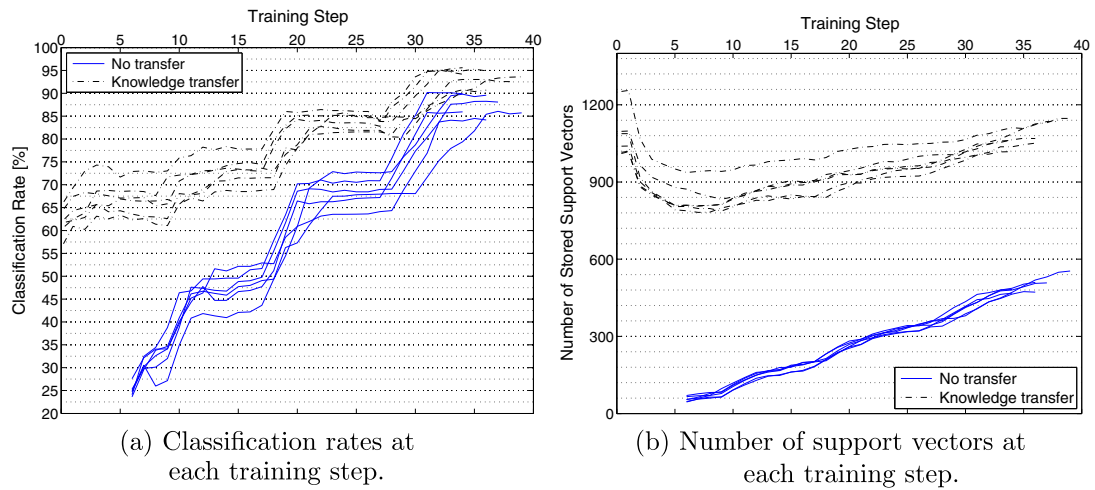 Training Step
0 5 10 15 20 25 30 35 40
100
95
90
85
80
75
70
65
60
55
50
45
40
35
30
25
20
Classification Rate [%]
No transfer
Knowledge transfer
(a) Classification rates at
each training step.
Training Step
0 5 10 15 20 25 30 35 40
1200
900
600
300
0
Number of Stored Support Vectors
No transfer
Knowledge transfer
(b) Number of support vectors at
each training step.